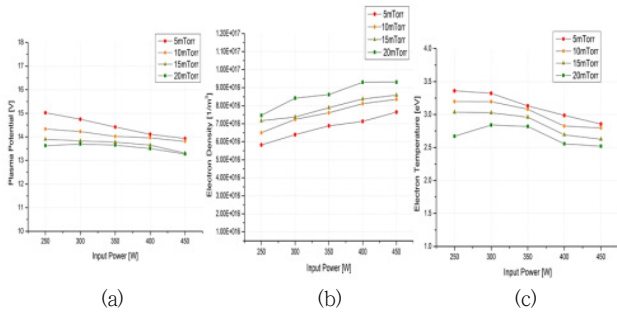 5mTorr
10mTorr
15mTorr
20mTorr
Plasma Potential [V]
18
17
16
15
14
13
12
11
10
250 300 350 400 450
Input Power [W]
(a)
5mTorr
10mTorr
15mTorr
20mTorr
Electron Density [1/m³]
1.20E+017
1.10E+017
1.00E+017
9.00E+016
8.00E+016
7.00E+016
6.00E+016
5.00E+016
4.00E+016
3.00E+016
2.00E+016
1.00E+016
250 300 350 400 450
Input Power [W]
(b)
5mTorr
10mTorr
15mTorr
20mTorr
Electron Temperature [eV]
4.0
3.5
3.0
2.5
2.0
1.5
1.0
250 300 350 400 450
Input Power [W]
(c)